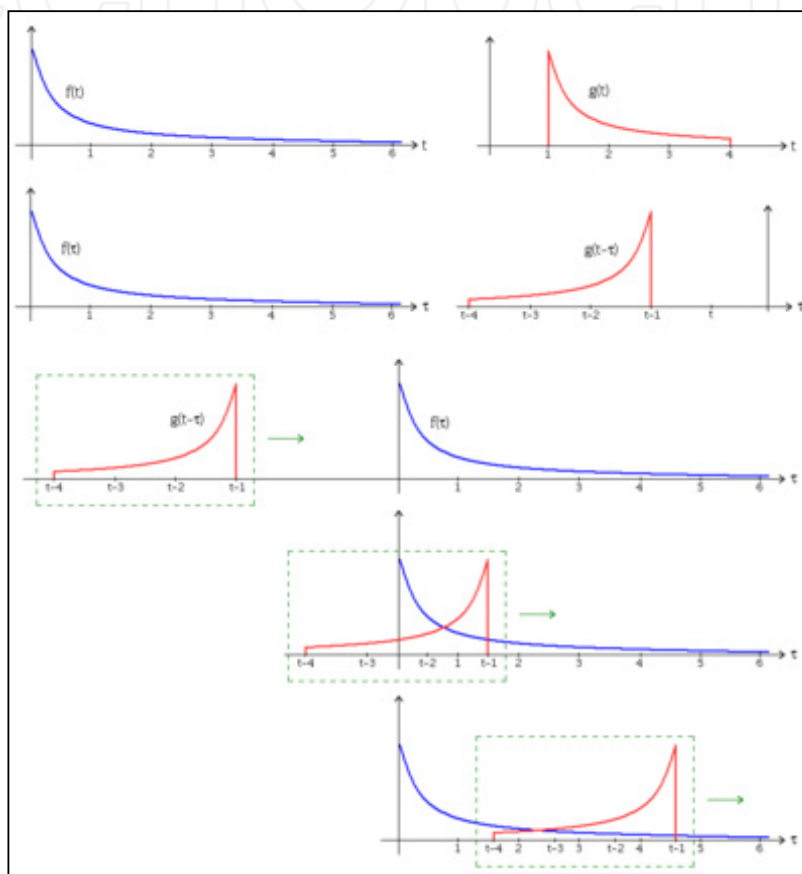 f(t)
g(t)
1 2 3 4 5 6 t
1 2 3 4 t
f(τ)
g(t-τ)
1 2 3 4 5 6 τ
t-4 t-3 t-2 t-1 t τ
g(t-τ)
f(τ)
t-4 t-3 t-2 t-1 1 2 3 4 5 6 τ
t-4 t-3 t-2 1 t-1 2 3 4 5 6 τ
1 t-4 2 t-3 3 t-2 4 t-1 5 6 τ